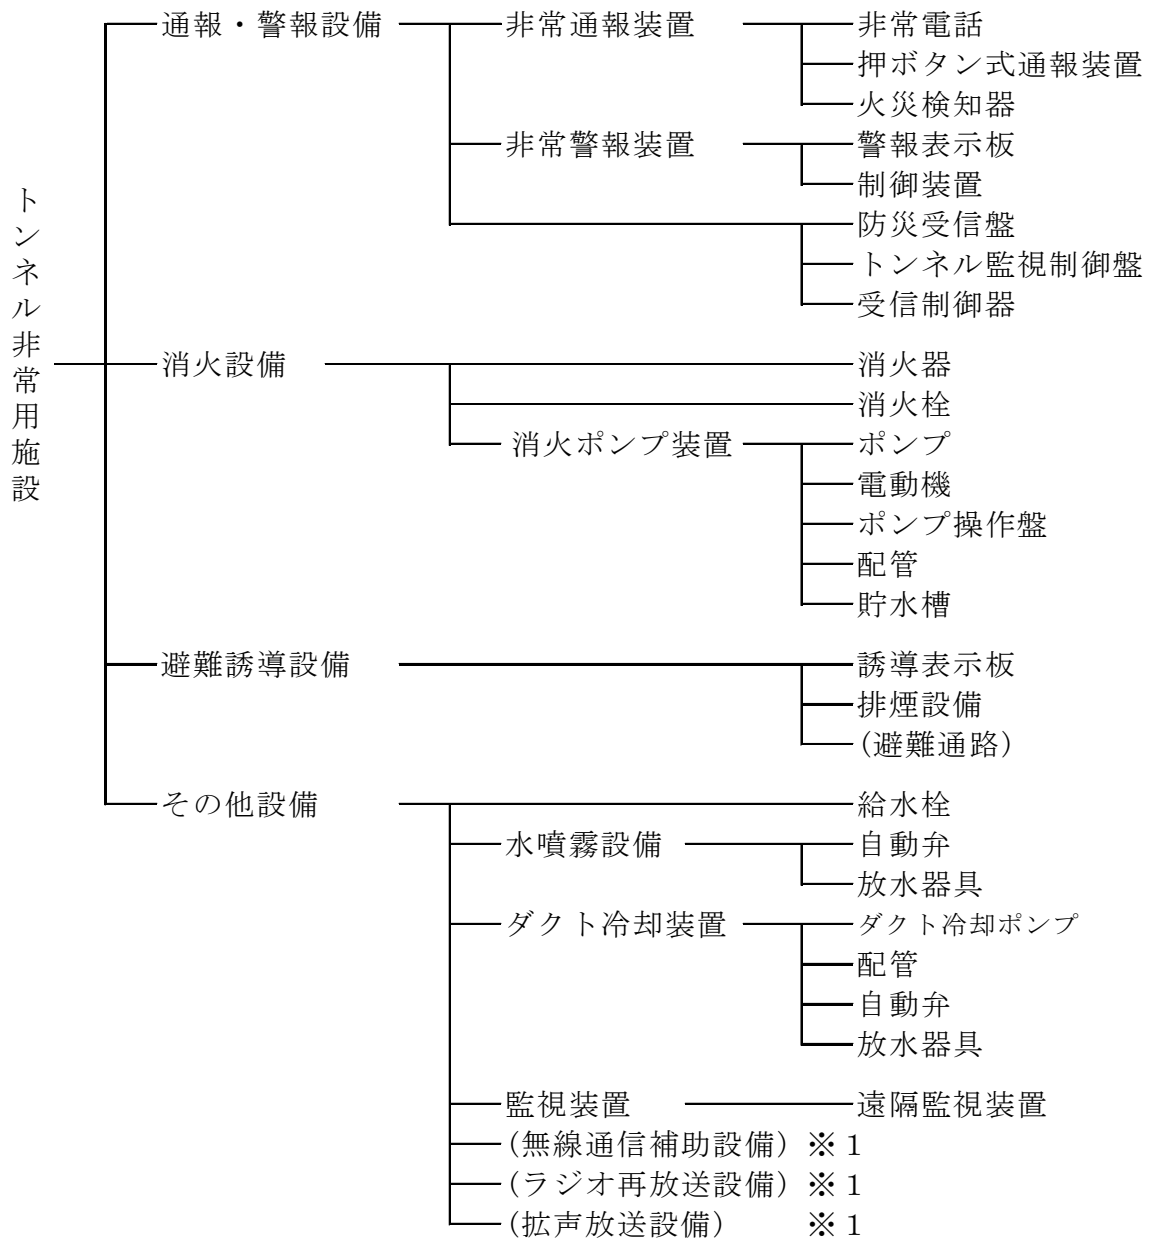 トンネル非常用施設
通報・警報設備 非常通報装置 非常電話
押ボタン式通報装置
火災検知器
非常警報装置 警報表示板
制御装置
防災受信盤
トンネル監視制御盤
受信制御器
消火設備 消火器
消火栓
消火ポンプ装置 ポンプ
電動機
ポンプ操作盤
配管
貯水槽
避難誘導設備 誘導表示板
排煙設備
(避難通路)
その他設備 給水栓
水噴霧設備 自動弁
放水器具
ダクト冷却装置 ダクト冷却ポンプ
配管
自動弁
放水器具
監視装置 遠隔監視装置
(無線通信補助設備) ※1
(ラジオ再放送設備) ※1
(拡声放送設備) ※1